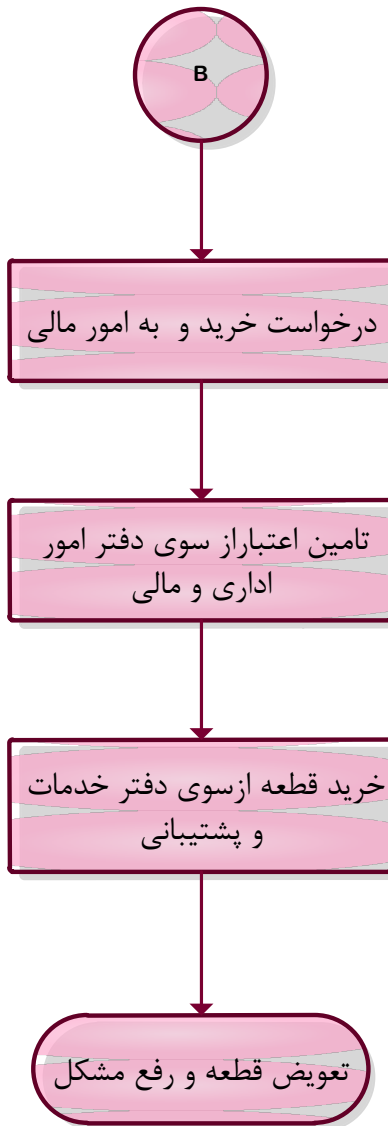 B
درخواست خرید و  به امور مالی
تامین اعتباراز سوی دفتر امور
اداری و مالی
خرید قطعه ازسوی دفتر خدمات
و پشتیبانی
تعویض قطعه و رفع مشکل